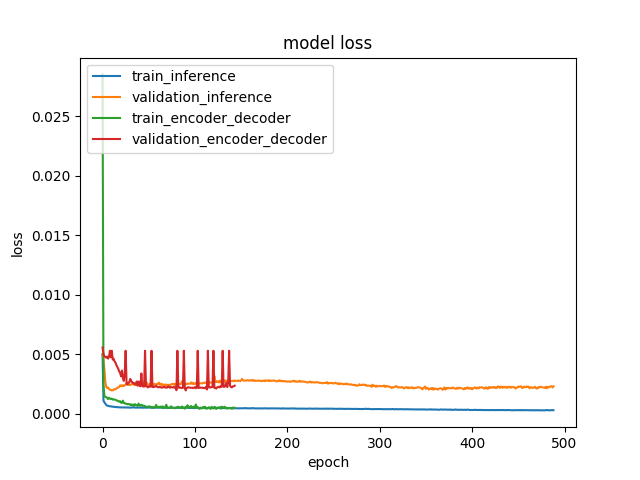 model loss
train_inference
validation_inference
train_encoder_decoder
validation_encoder_decoder
0.025
0.020
0.015
0.010
0.005
0.000
loss
0 100 200 300 400 500
epoch